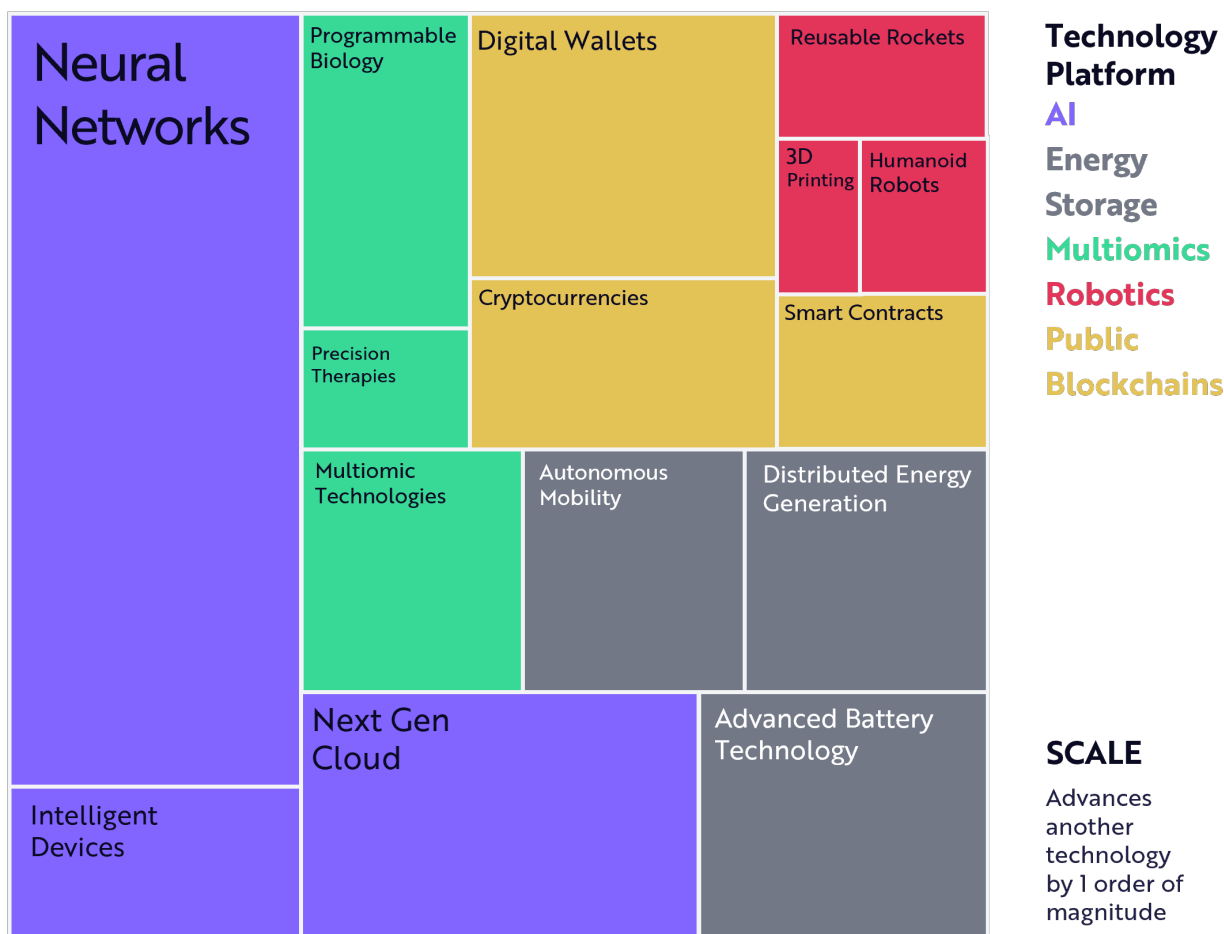 Neural
Networks
Intelligent
Devices
Programmable
Biology
Precision
Therapies
Digital Wallets
Cryptocurrencies
Reusable Rockets
3D
Printing
Humanoid
Robots
Smart Contracts
Multiomic
Technologies
Autonomous
Mobility
Distributed Energy
Generation
Next Gen
Cloud
Advanced Battery
Technology
Technology
Platform
AI
Energy
Storage
Multiomics
Robotics
Public
Blockchains
SCALE
Advances
another
technology
by 1 order of
magnitude